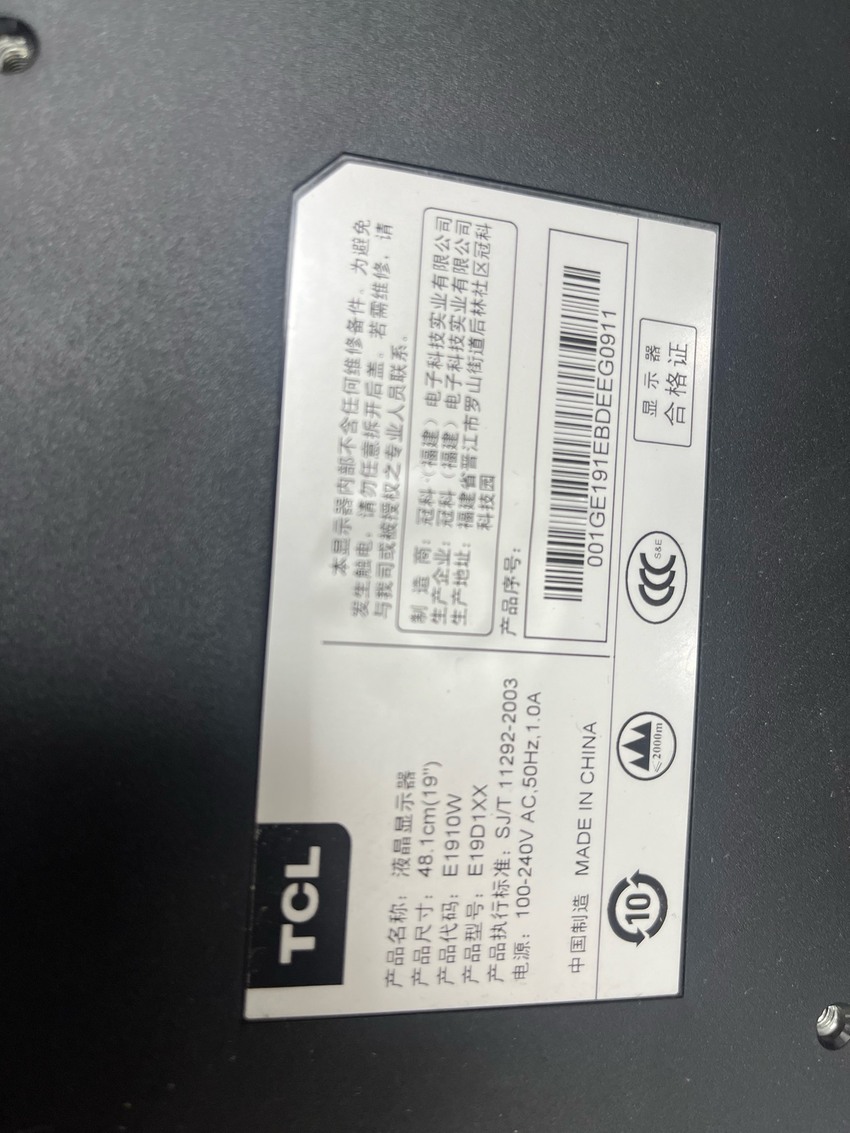 TCL
产品名称：液晶显示器
产品尺寸：48.1cm(19")
产品代码：E1910W
产品型号：E19D1XX
产品执行标准：SJ/T 11292-2003
电源：100-240V AC,50Hz,1.0A
中国制造 MADE IN CHINA
本显示器内部不含任何维修备件，为避免
发生触电，请勿任意拆开后盖。若需维修，请
与我司或被授权之专业人员联系。
制造商：冠科（福建）电子科技实业有限公司
生产企业：冠科（福建）电子科技实业有限公司
生产地址：福建省晋江市罗山街道后林社区冠科
科技园
产品序号：
001GE191EBDEEG0911
10
≤2000m
CCC S&E
显示器
合格证